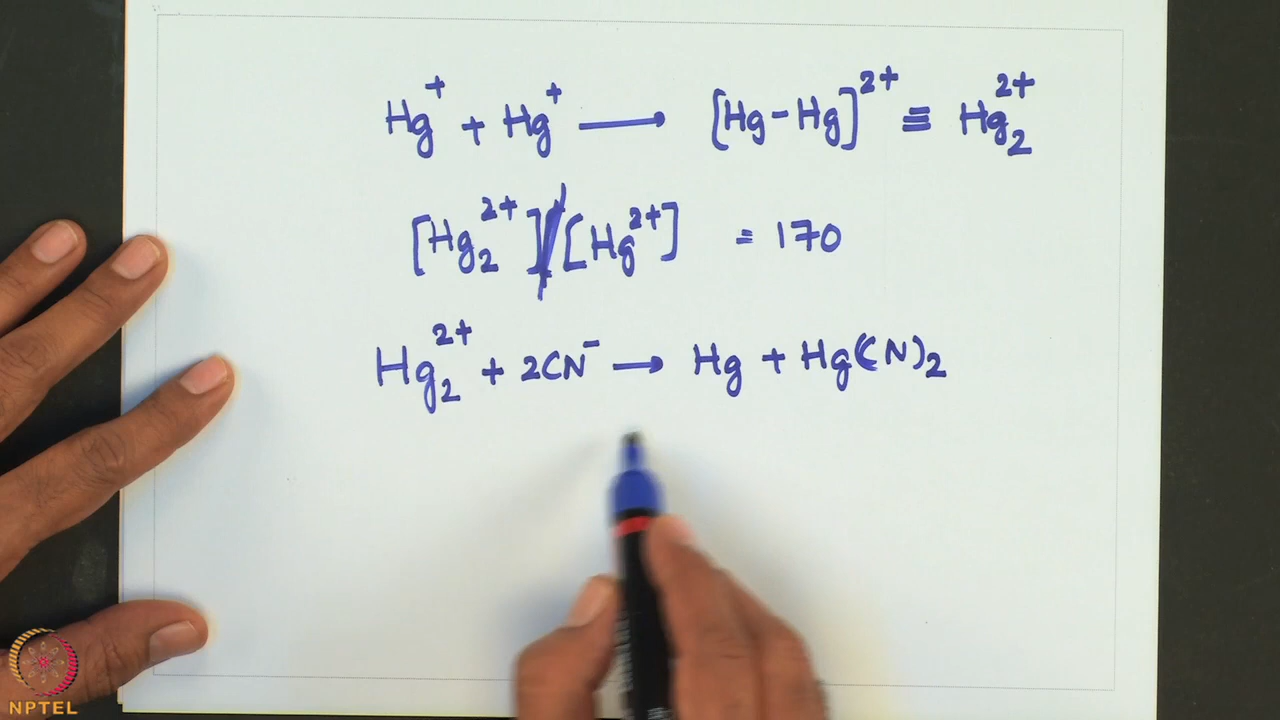 Hg⁺ + Hg⁺ ⟶ [Hg-Hg]²⁺ ≡ Hg₂²⁺
[Hg₂²⁺]/[Hg²⁺] = 170
Hg₂²⁺ + 2CN⁻ → Hg + Hg(CN)₂
NPTEL